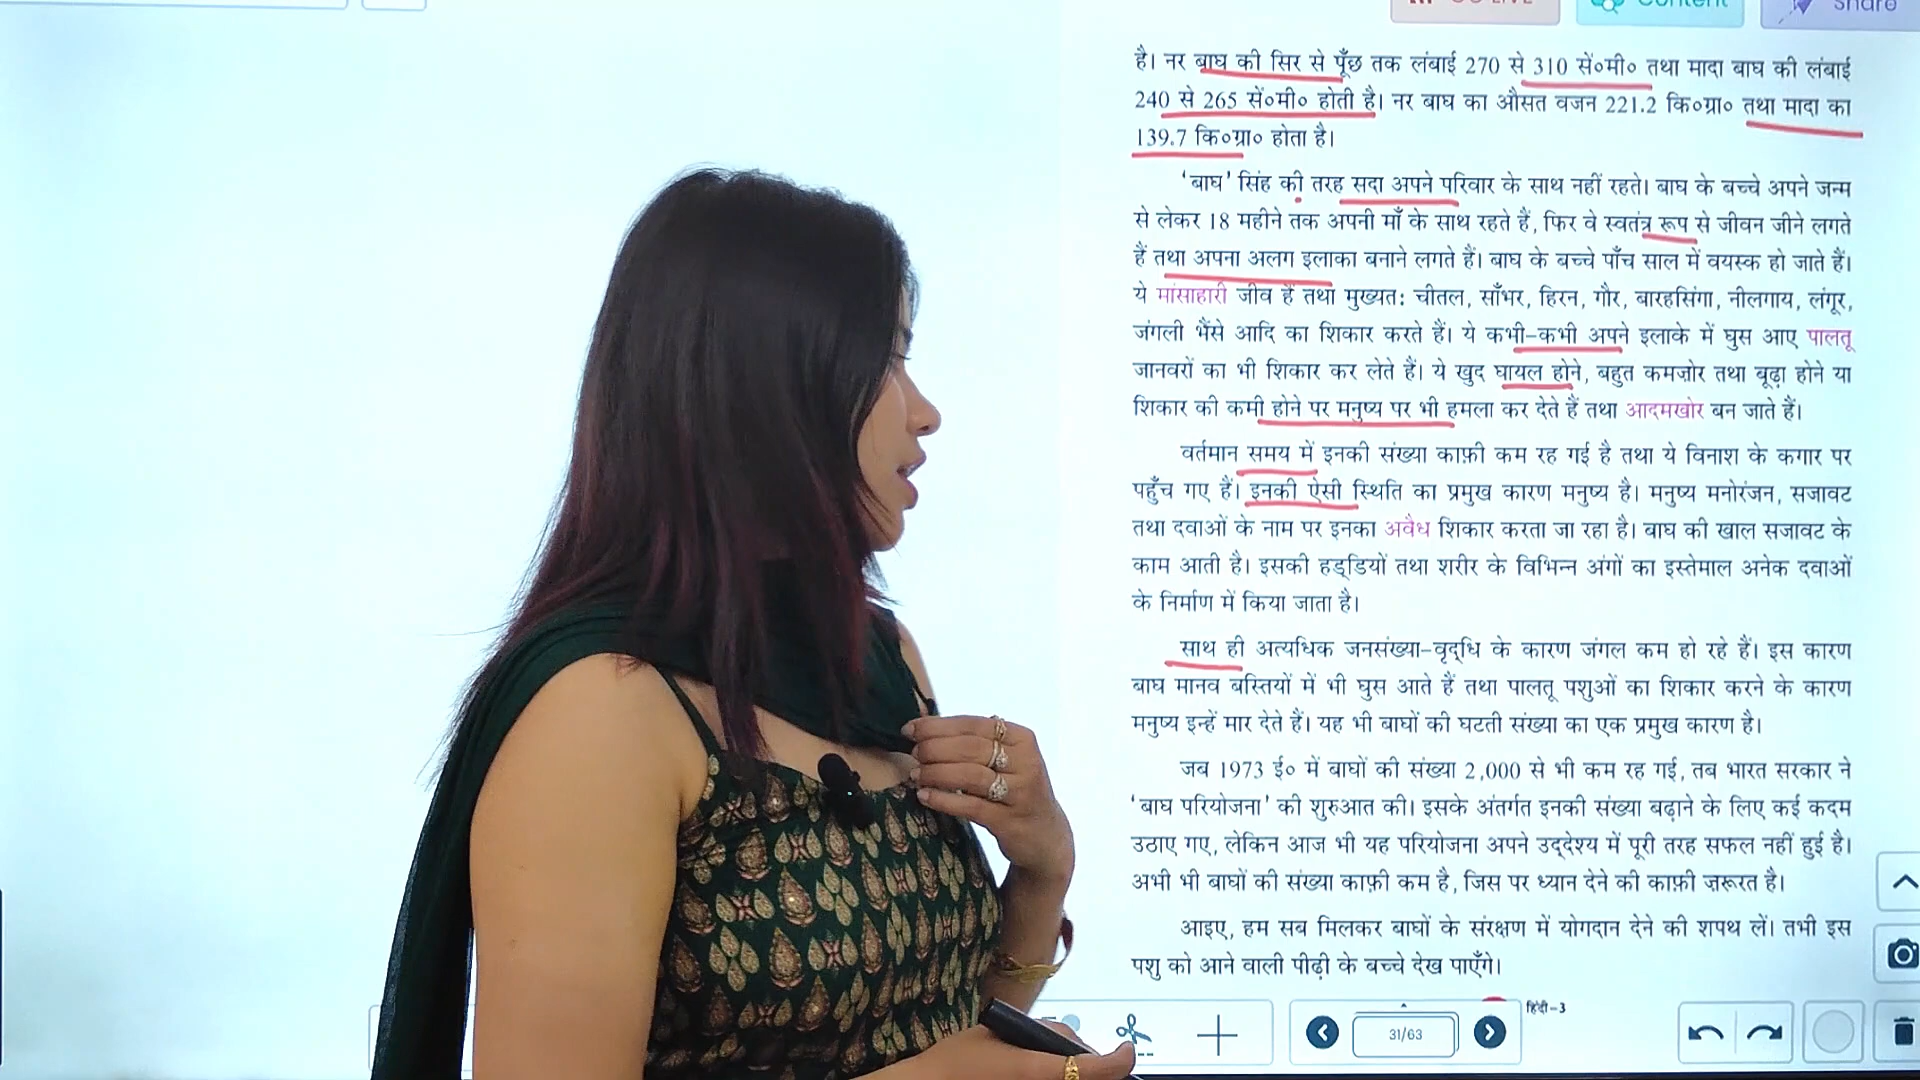 Content
Share
है। नर बाघ की सिर से पूँछ तक लंबाई 270 से 310 सें०मी० तथा मादा बाघ की लंबाई
240 से 265 सें०मी० होती है। नर बाघ का औसत वजन 221.2 कि०ग्रा० तथा मादा का
139.7 कि०ग्रा० होता है।
'बाघ' सिंह की तरह सदा अपने परिवार के साथ नहीं रहते। बाघ के बच्चे अपने जन्म
से लेकर 18 महीने तक अपनी माँ के साथ रहते हैं, फिर वे स्वतंत्र रूप से जीवन जीने लगते
हैं तथा अपना अलग इलाका बनाने लगते हैं। बाघ के बच्चे पाँच साल में वयस्क हो जाते हैं।
ये मांसाहारी जीव हैं तथा मुख्यतः चीतल, साँभर, हिरन, गौर, बारहसिंगा, नीलगाय, लंगूर,
जंगली भैंसे आदि का शिकार करते हैं। ये कभी-कभी अपने इलाके में घुस आए पालतू
जानवरों का भी शिकार कर लेते हैं। ये खुद घायल होने, बहुत कमज़ोर तथा बूढ़ा होने या
शिकार की कमी होने पर मनुष्य पर भी हमला कर देते हैं तथा आदमखोर बन जाते हैं।
वर्तमान समय में इनकी संख्या काफ़ी कम रह गई है तथा ये विनाश के कगार पर
पहुँच गए हैं। इनकी ऐसी स्थिति का प्रमुख कारण मनुष्य है। मनुष्य मनोरंजन, सजावट
तथा दवाओं के नाम पर इनका अवैध शिकार करता जा रहा है। बाघ की खाल सजावट के
काम आती है। इसकी हड्डियों तथा शरीर के विभिन्न अंगों का इस्तेमाल अनेक दवाओं
के निर्माण में किया जाता है।
साथ ही अत्यधिक जनसंख्या-वृद्धि के कारण जंगल कम हो रहे हैं। इस कारण
बाघ मानव बस्तियों में भी घुस आते हैं तथा पालतू पशुओं का शिकार करने के कारण
मनुष्य इन्हें मार देते हैं। यह भी बाघों की घटती संख्या का एक प्रमुख कारण है।
जब 1973 ई० में बाघों की संख्या 2,000 से भी कम रह गई, तब भारत सरकार ने
'बाघ परियोजना' की शुरुआत की। इसके अंतर्गत इनकी संख्या बढ़ाने के लिए कई कदम
उठाए गए, लेकिन आज भी यह परियोजना अपने उद्देश्य में पूरी तरह सफल नहीं हुई है।
अभी भी बाघों की संख्या काफ़ी कम है, जिस पर ध्यान देने की काफ़ी ज़रूरत है।
आइए, हम सब मिलकर बाघों के संरक्षण में योगदान देने की शपथ लें। तभी इस
पशु को आने वाली पीढ़ी के बच्चे देख पाएँगे।
हिंदी-3
31/63